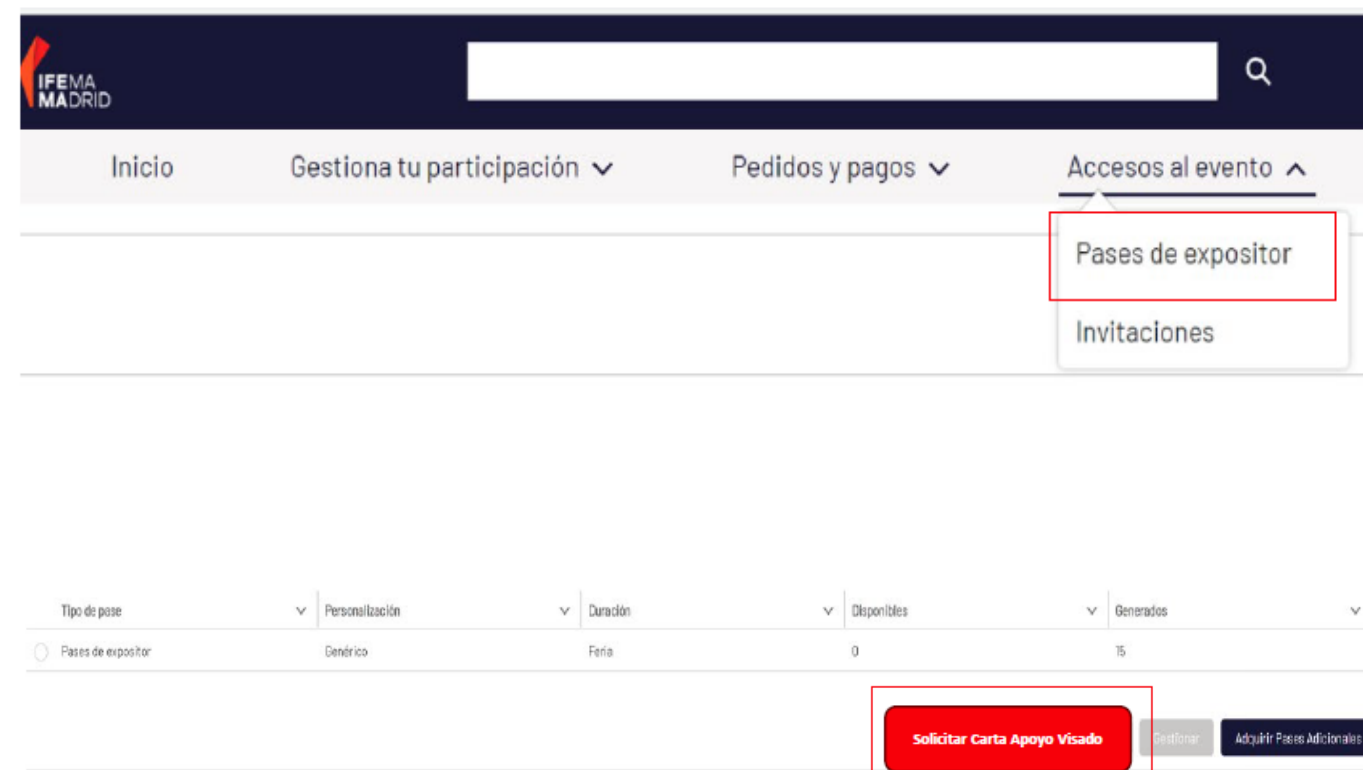 IFEMA
MADRID
Inicio Gestiona tu participación Pedidos y pagos Accesos al evento
Pases de expositor
Invitaciones
Tipo de pase Personalización Duración Disponibles Generados
Pases de expositor Genérico Feria 0 15
Solicitar Carta Apoyo Visado Gestionar Adquirir Pases Adicionales